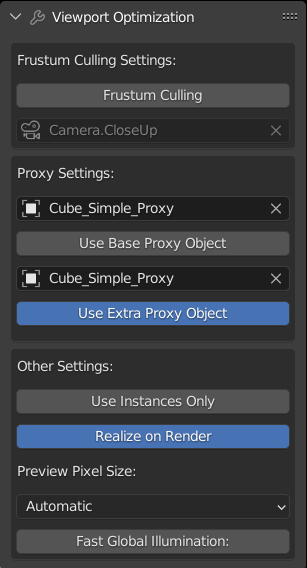 Viewport Optimization
Frustum Culling Settings:
Frustum Culling
Camera.CloseUp
Proxy Settings:
Cube_Simple_Proxy
Use Base Proxy Object
Cube_Simple_Proxy
Use Extra Proxy Object
Other Settings:
Use Instances Only
Realize on Render
Preview Pixel Size:
Automatic
Fast Global Illumination: